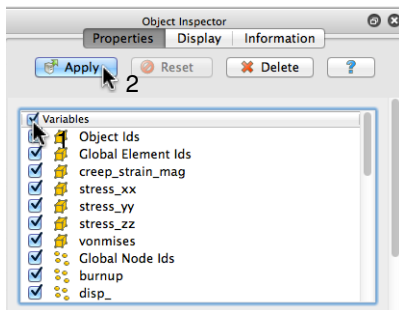 Object Inspector
Properties Display Information
Apply Reset Delete ?
2
Variables
1 Object Ids
Global Element Ids
creep_strain_mag
stress_xx
stress_yy
stress_zz
vonmises
Global Node Ids
burnup
disp_